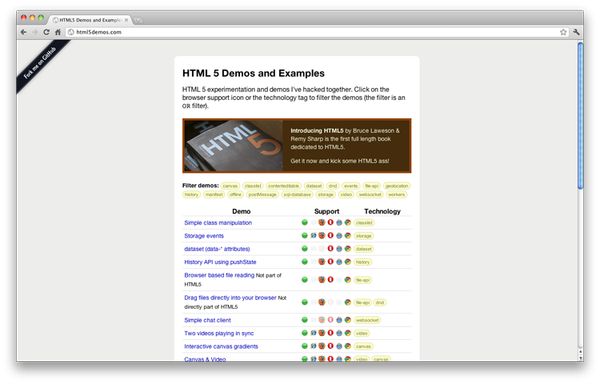 HTML5 Demos and Examples
html5demos.com
Fork me on GitHub
HTML 5 Demos and Examples
HTML 5 experimentation and demos I've hacked together. Click on the
browser support icon or the technology tag to filter the demos (the filter is an
OR filter).
HTML
5
Introducing HTML5 by Bruce Laweson &
Remy Sharp is the first full length book
dedicated to HTML5.
Get it now and kick some HTML5 ass!
Filter demos: canvas classlist contenteditable dataset dnd events file-api geolocation
history manifest offline postMessage sql-database storage video websocket workers
Demo Support Technology
Simple class manipulation classlist
Storage events storage
dataset (data-* attributes) dataset
History API using pushState history
Browser based file reading Not part of
HTML5 file-api
Drag files directly into your browser Not
directly part of HTML5 file-api dnd
Simple chat client websocket
Two videos playing in sync video
Interactive canvas gradients canvas
Canvas & Video video canvas